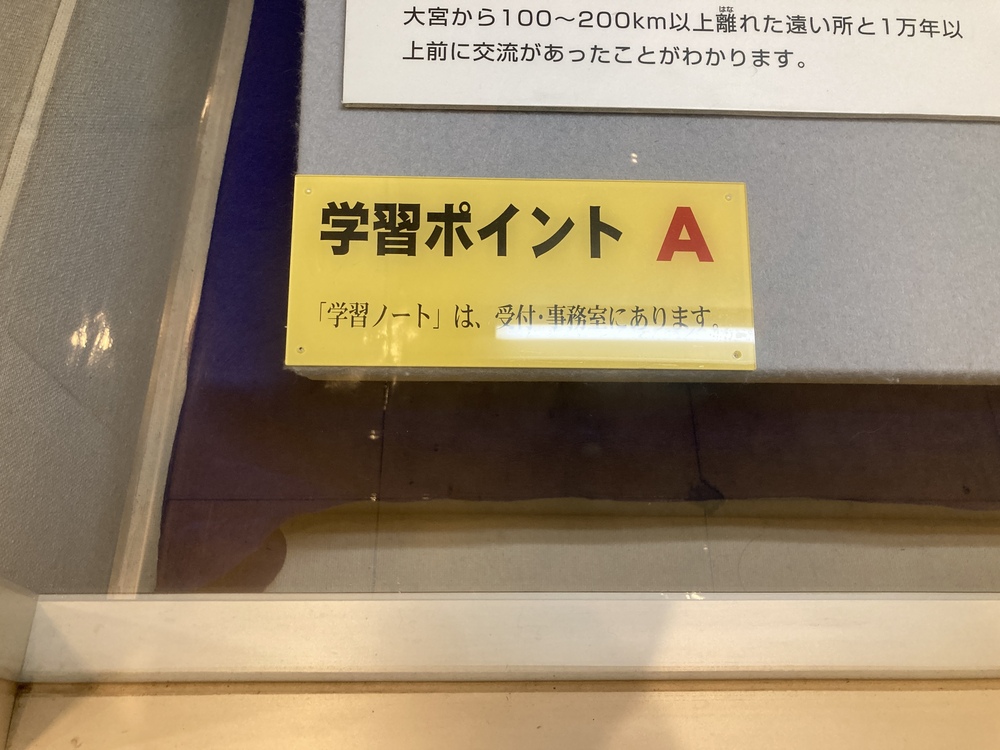 大宮から100～200km以上離れた遠い所と1万年以
上前に交流があったことがわかります。
学習ポイント A
「学習ノート」は、受付・事務室にあります。